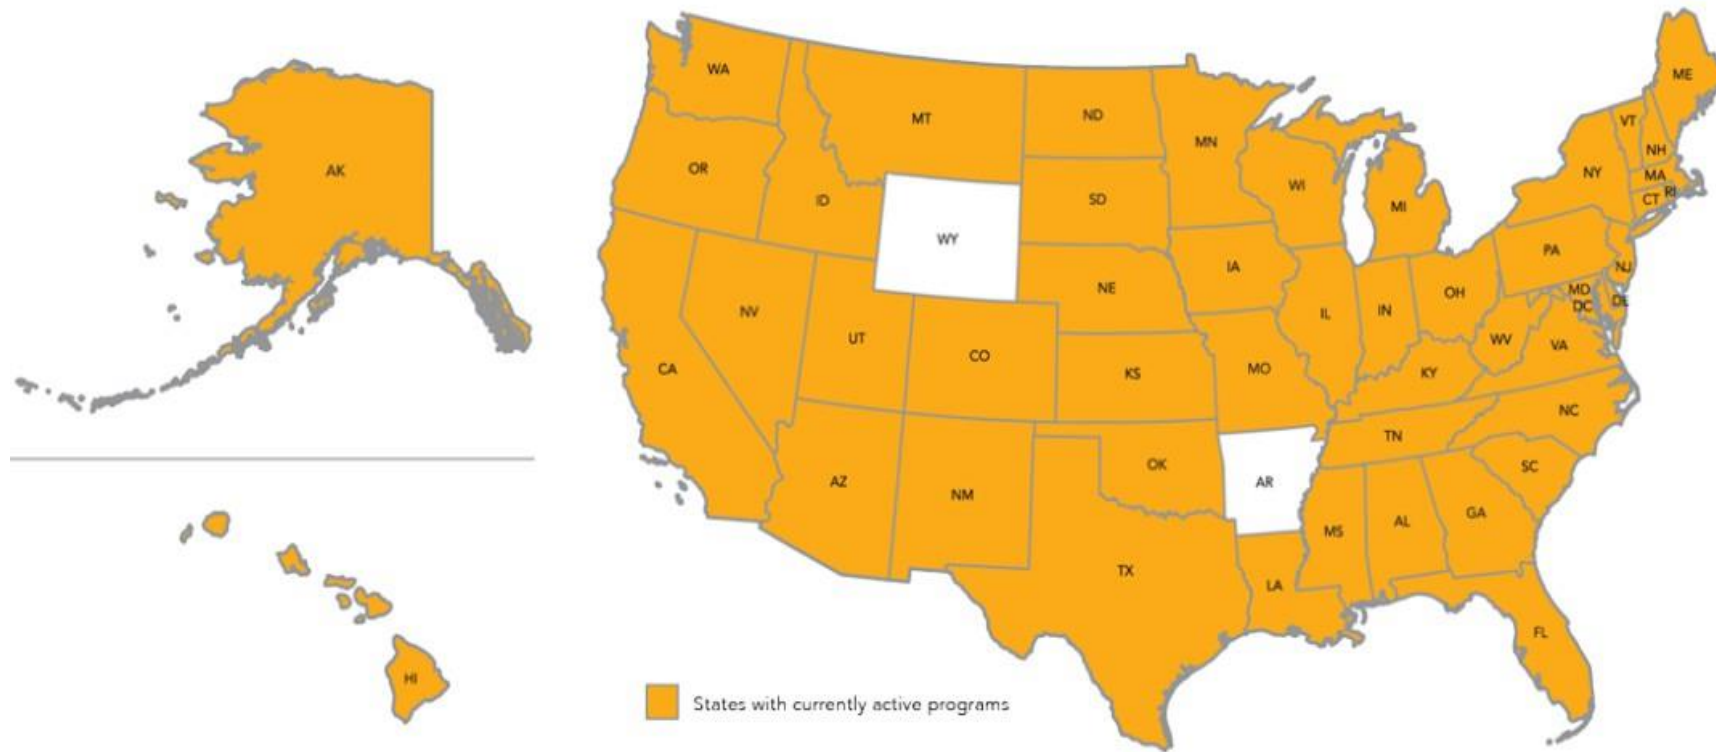 ME
WA
VT
ND
MT
MN
NH
OR
AK
NY
MA
WI
RI
ID
SD
CT
MI
WY
PA
IA
NJ
NE
MD
OH
DE
DC
NV
IL
IN
UT
WV
VA
CO
CA
MO
KS
KY
NC
TN
OK
SC
AZ
AR
NM
GA
AL
MS
TX
LA
FL
HI
States with currently active programs